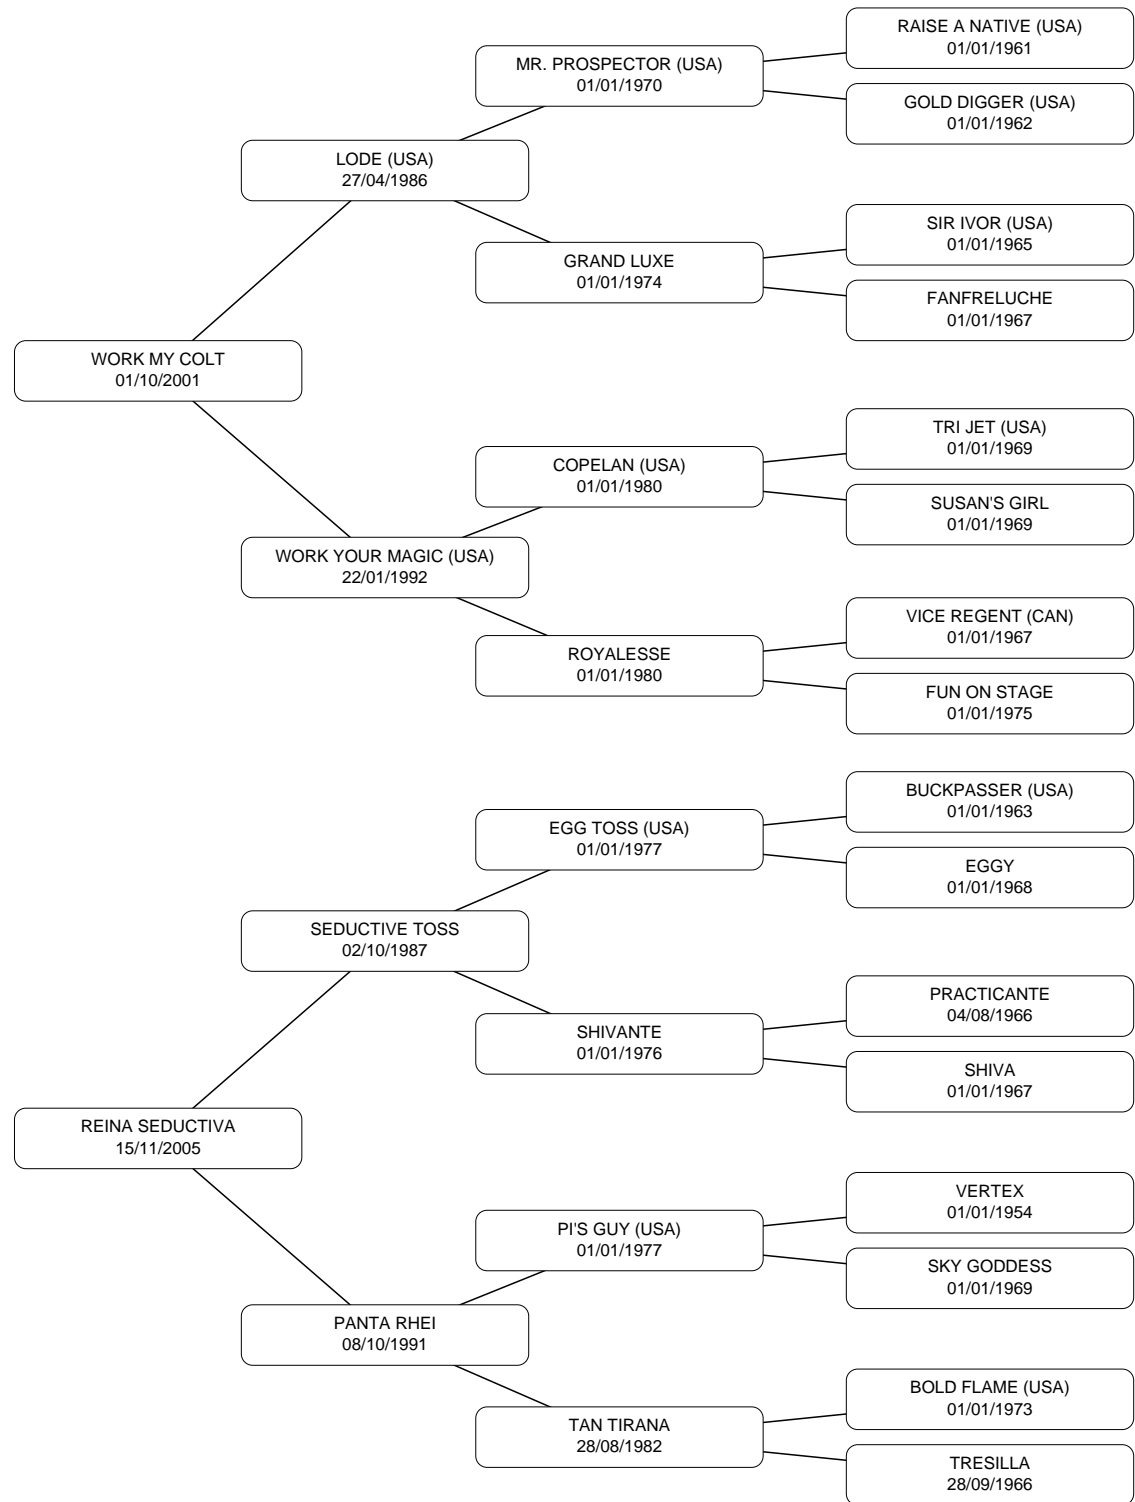 RAISE A NATIVE (USA)
01/01/1961
MR. PROSPECTOR (USA)
01/01/1970
GOLD DIGGER (USA)
01/01/1962
LODE (USA)
27/04/1986
SIR IVOR (USA)
01/01/1965
GRAND LUXE
01/01/1974
FANFRELUCHE
01/01/1967
WORK MY COLT
01/10/2001
TRI JET (USA)
01/01/1969
COPELAN (USA)
01/01/1980
SUSAN'S GIRL
01/01/1969
WORK YOUR MAGIC (USA)
22/01/1992
VICE REGENT (CAN)
01/01/1967
ROYALESSE
01/01/1980
FUN ON STAGE
01/01/1975
BUCKPASSER (USA)
01/01/1963
EGG TOSS (USA)
01/01/1977
EGGY
01/01/1968
SEDUCTIVE TOSS
02/10/1987
PRACTICANTE
04/08/1966
SHIVANTE
01/01/1976
SHIVA
01/01/1967
REINA SEDUCTIVA
15/11/2005
VERTEX
01/01/1954
PI'S GUY (USA)
01/01/1977
SKY GODDESS
01/01/1969
PANTA RHEI
08/10/1991
BOLD FLAME (USA)
01/01/1973
TAN TIRANA
28/08/1982
TRESILLA
28/09/1966